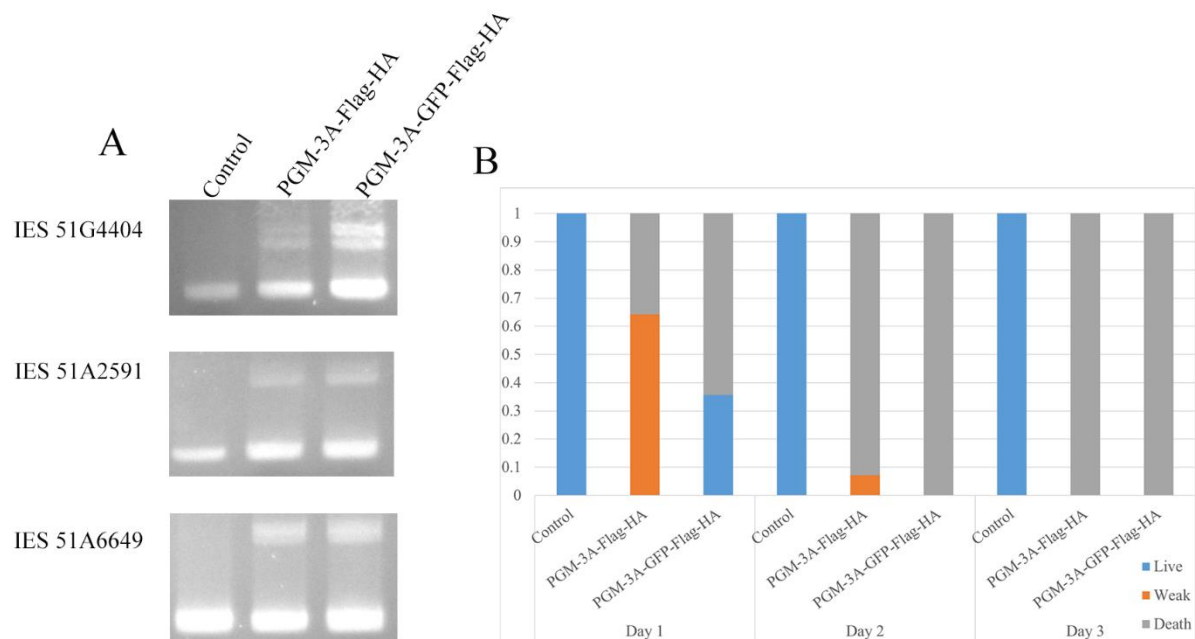 A
Control
PGM-3A-Flag-HA
PGM-3A-GFP-Flag-HA
IES 51G4404
IES 51A2591
IES 51A6649
B
1
0.9
0.8
0.7
0.6
0.5
0.4
0.3
0.2
0.1
0
Control
PGM-3A-Flag-HA
PGM-3A-GFP-Flag-HA
Control
PGM-3A-Flag-HA
PGM-3A-GFP-Flag-HA
Control
PGM-3A-Flag-HA
PGM-3A-GFP-Flag-HA
Day 1
Day 2
Day 3
Live
Weak
Death